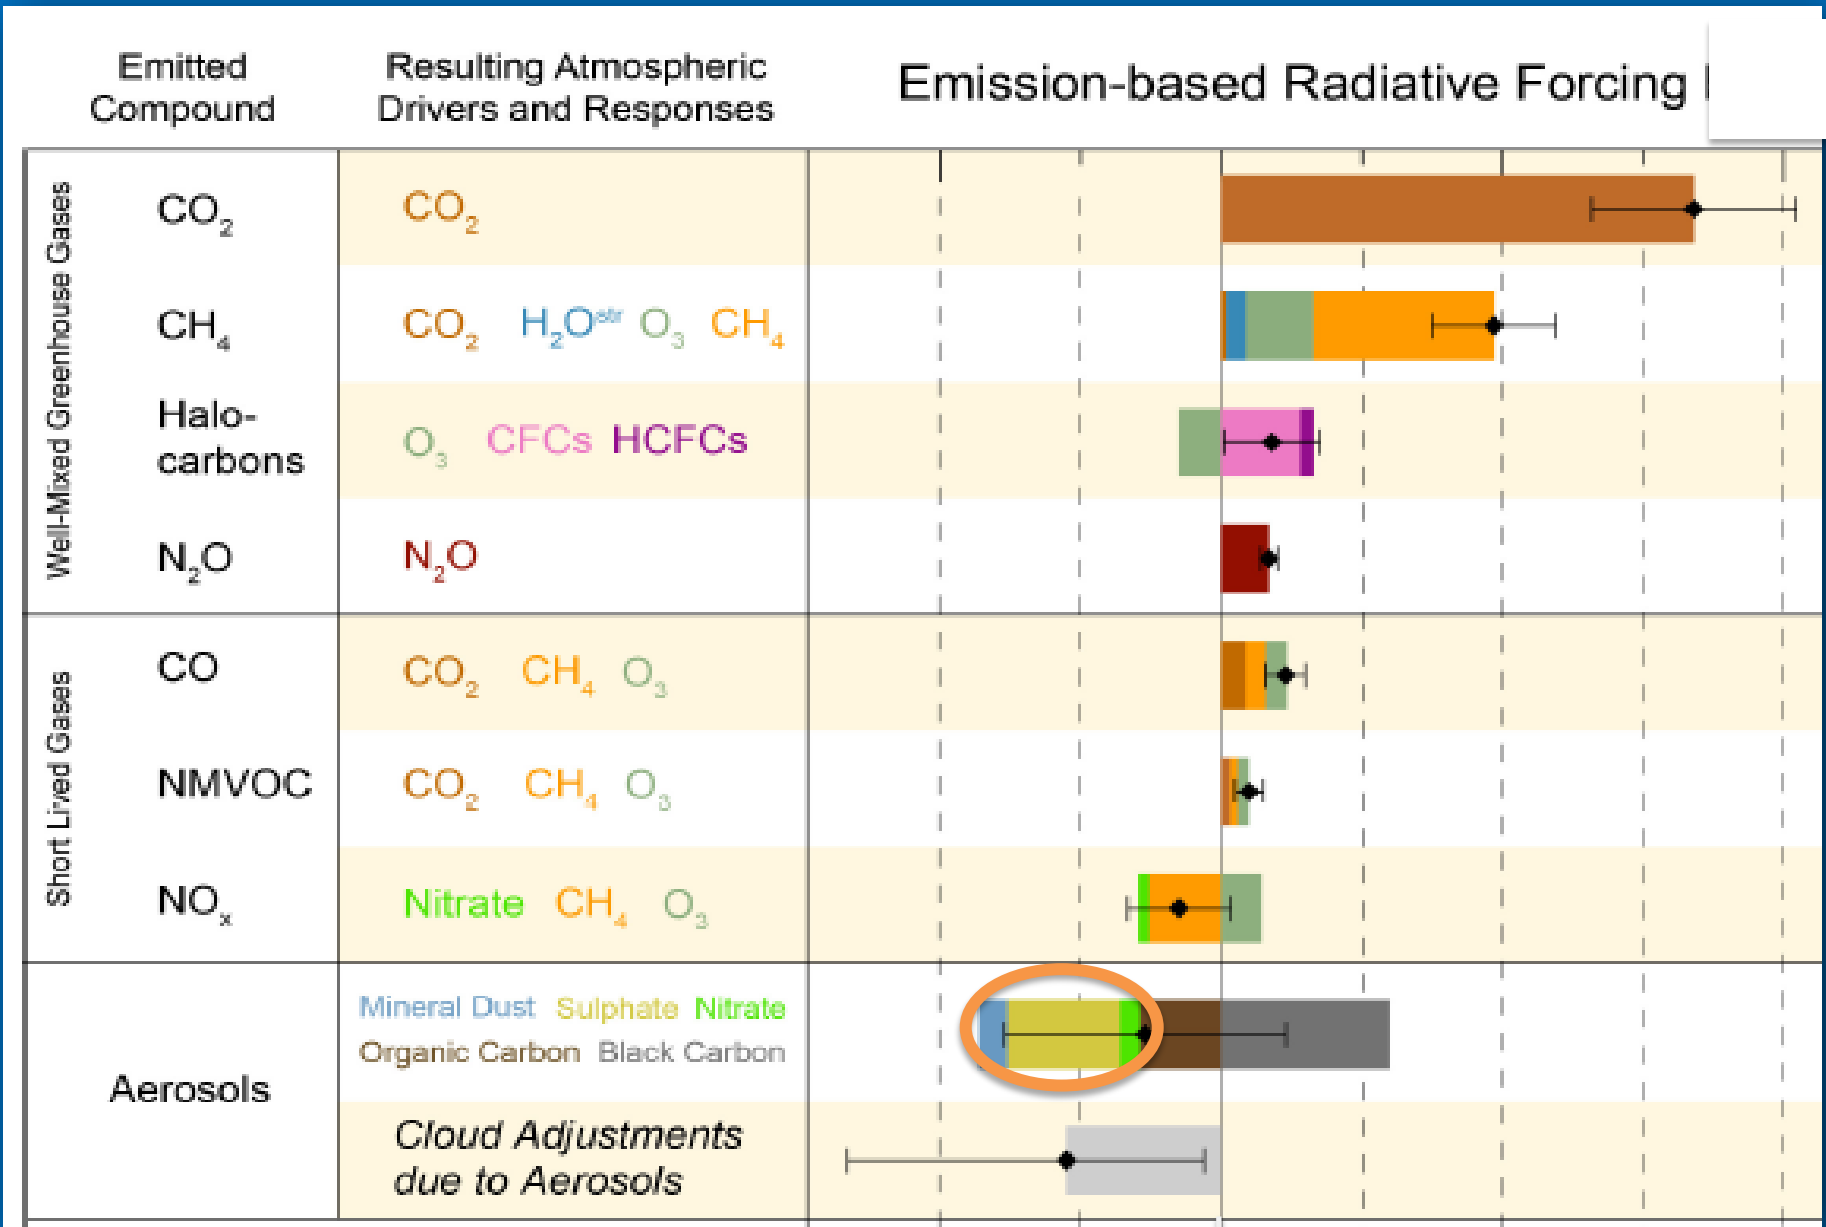 Emitted
Compound
Resulting Atmospheric
Drivers and Responses
Emission-based Radiative Forcing
Well-Mixed Greenhouse Gases
CO₂
CO₂
CH₄
CO₂ H₂Oˢᵗʳ O₃ CH₄
Halo-
carbons
O₃ CFCs HCFCs
N₂O
N₂O
Short Lived Gases
CO
CO₂ CH₄ O₃
NMVOC
CO₂ CH₄ O₃
NOₓ
Nitrate CH₄ O₃
Aerosols
Mineral Dust Sulphate Nitrate
Organic Carbon Black Carbon
Cloud Adjustments
due to Aerosols